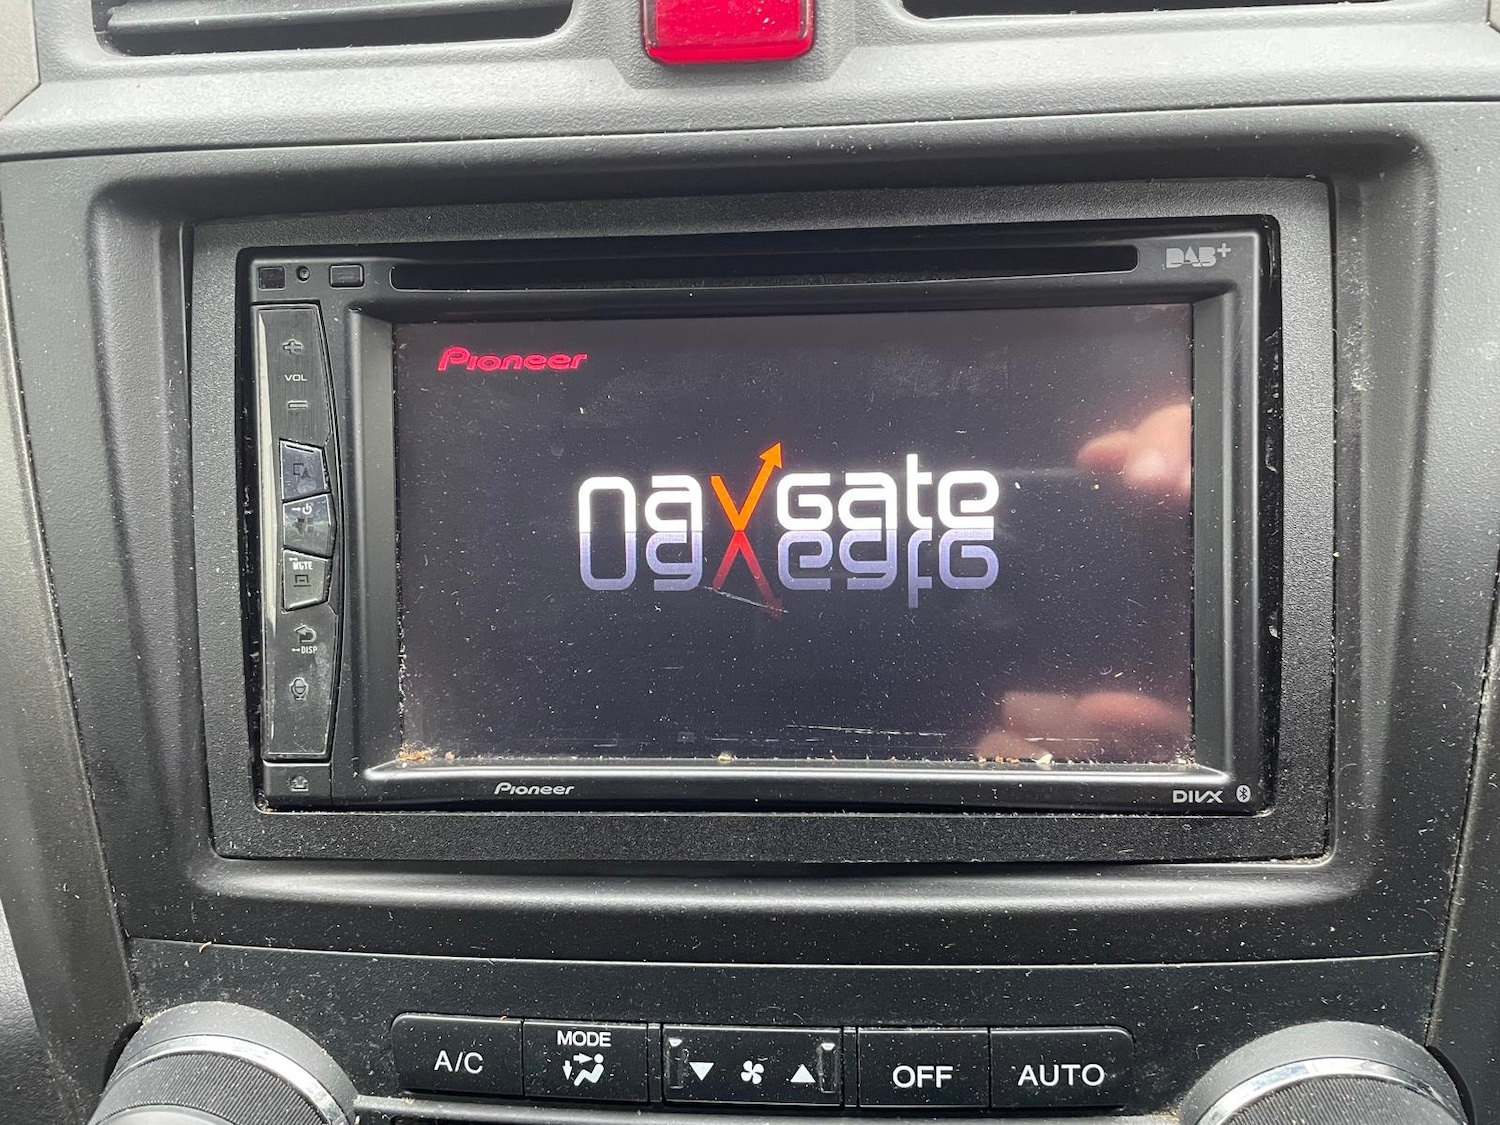 DAB+
VOL
Pioneer
navgate
MUTE
DISP
Pioneer
DIVX
A/C
MODE
OFF
AUTO